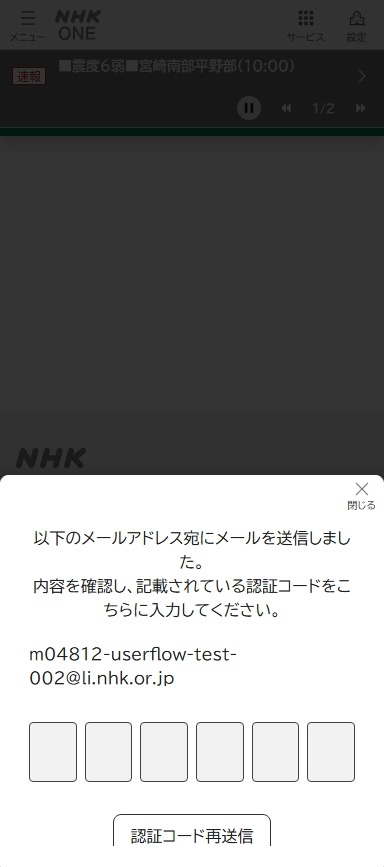 NHK
ONE
メニュー
サービス
設定
速報
■震度6弱■宮崎南部平野部(10:00)
1/2
NHK
閉じる
以下のメールアドレス宛にメールを送信しまし
た。
内容を確認し、記載されている認証コードをこ
ちらに入力してください。
m04812-userflow-test-
002@li.nhk.or.jp
認証コード再送信